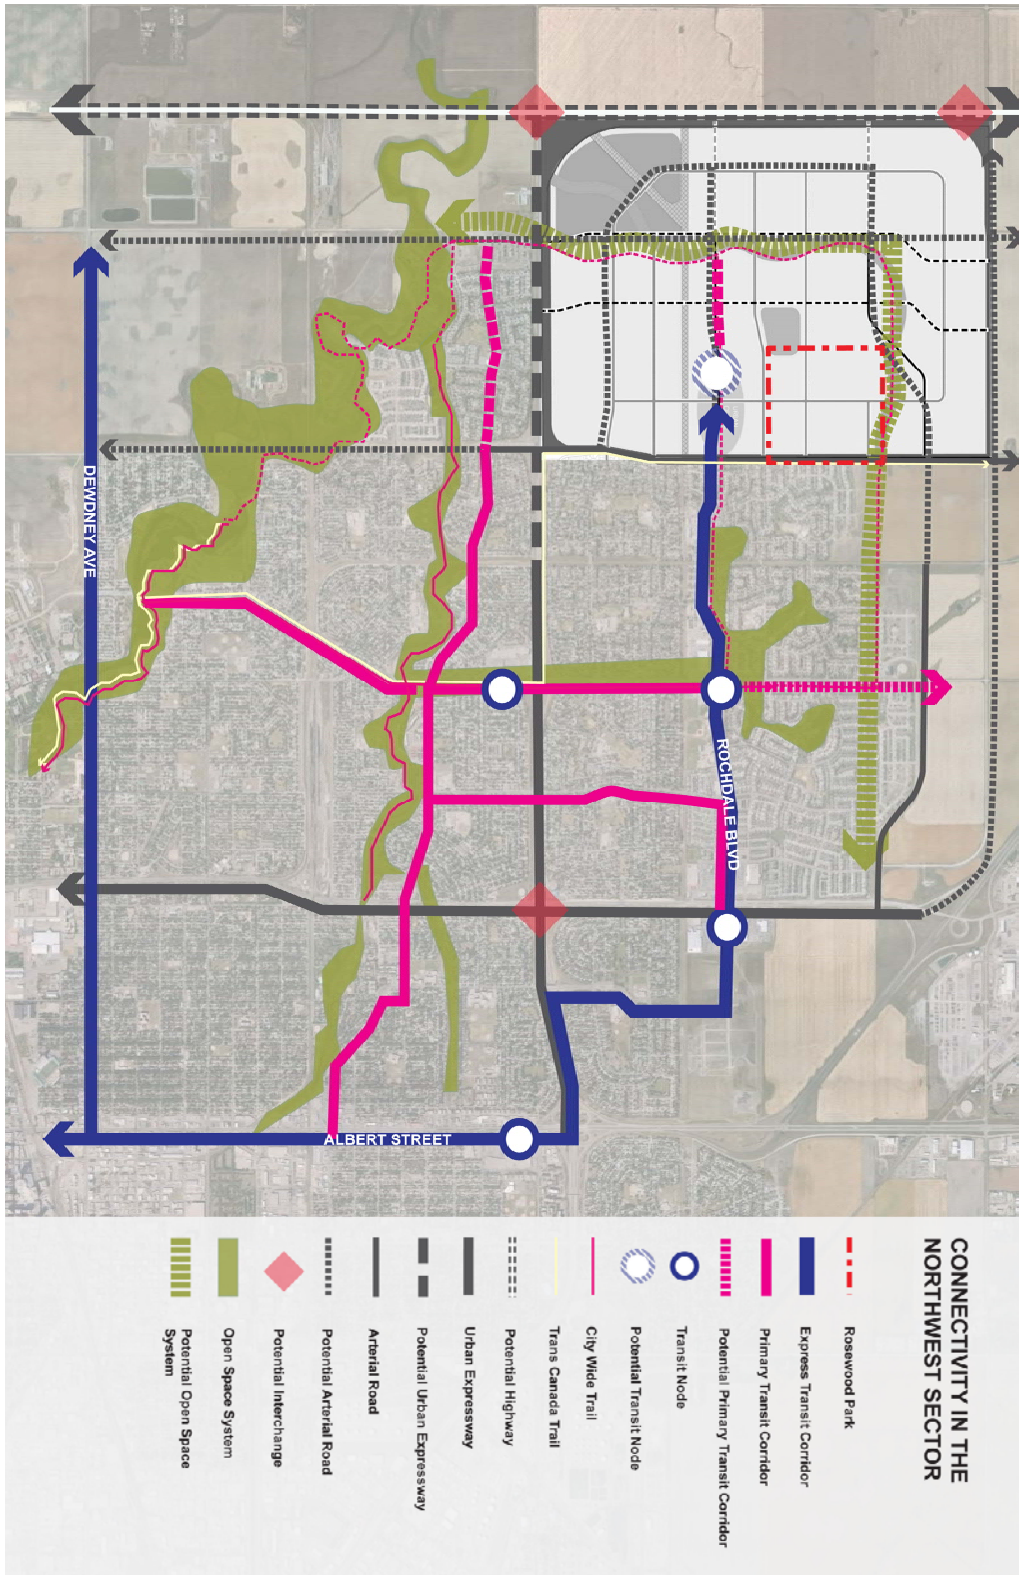 CONNECTIVITY IN THE
NORTHWEST SECTOR
Rosewood Park
Express Transit Corridor
Primary Transit Corridor
Potential Primary Transit Corridor
Transit Node
Potential Transit Node
City Wide Trail
Trans Canada Trail
Potential Highway
Urban Expressway
Potential Urban Expressway
Arterial Road
Potential Arterial Road
Potential Interchange
Open Space System
Potential Open Space
System
ROCHDALE BLVD
DEWDNEY AVE
ALBERT STREET